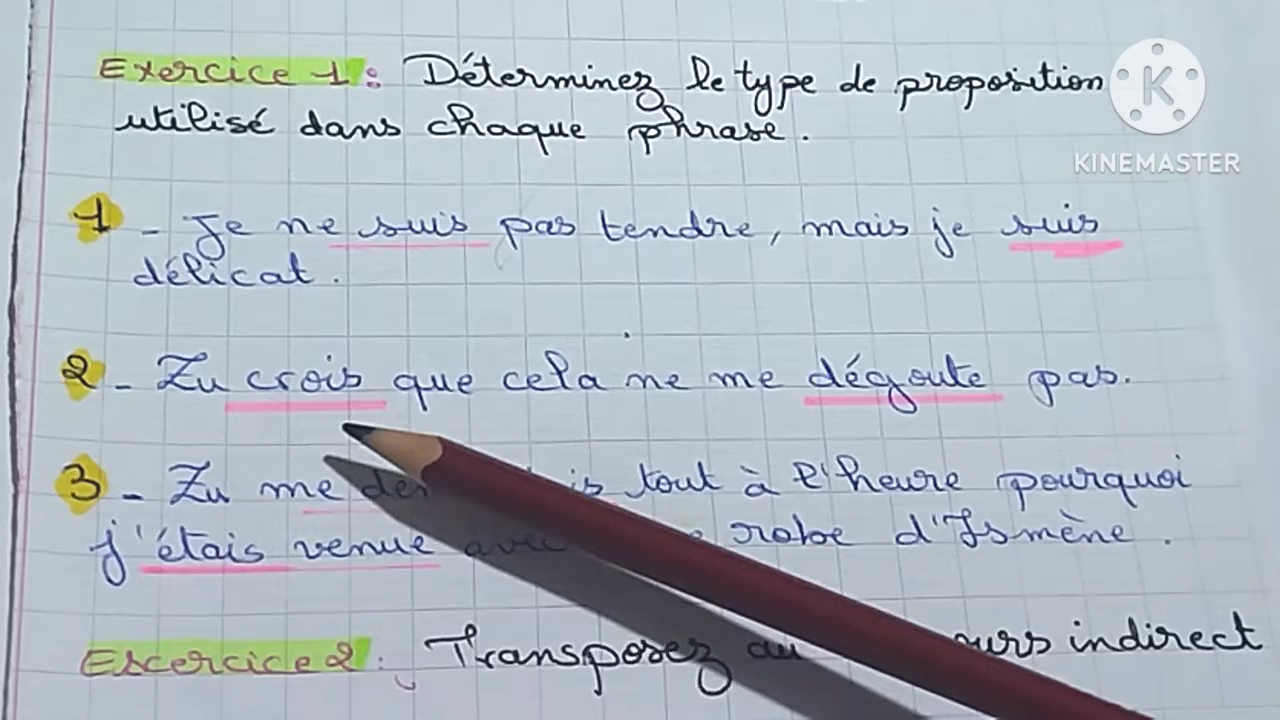 Exercice 1 : Déterminez le type de proposition
utilisé dans chaque phrase.
KINEMASTER
1 - Je ne suis pas tendre, mais je suis
délicat.
2 - Tu crois que cela ne me dégoute pas.
3 - Tu me tout à l'heure pourquoi
j'étais venue robe d'Ismène.
Escercice 2 : Transposez au indirect